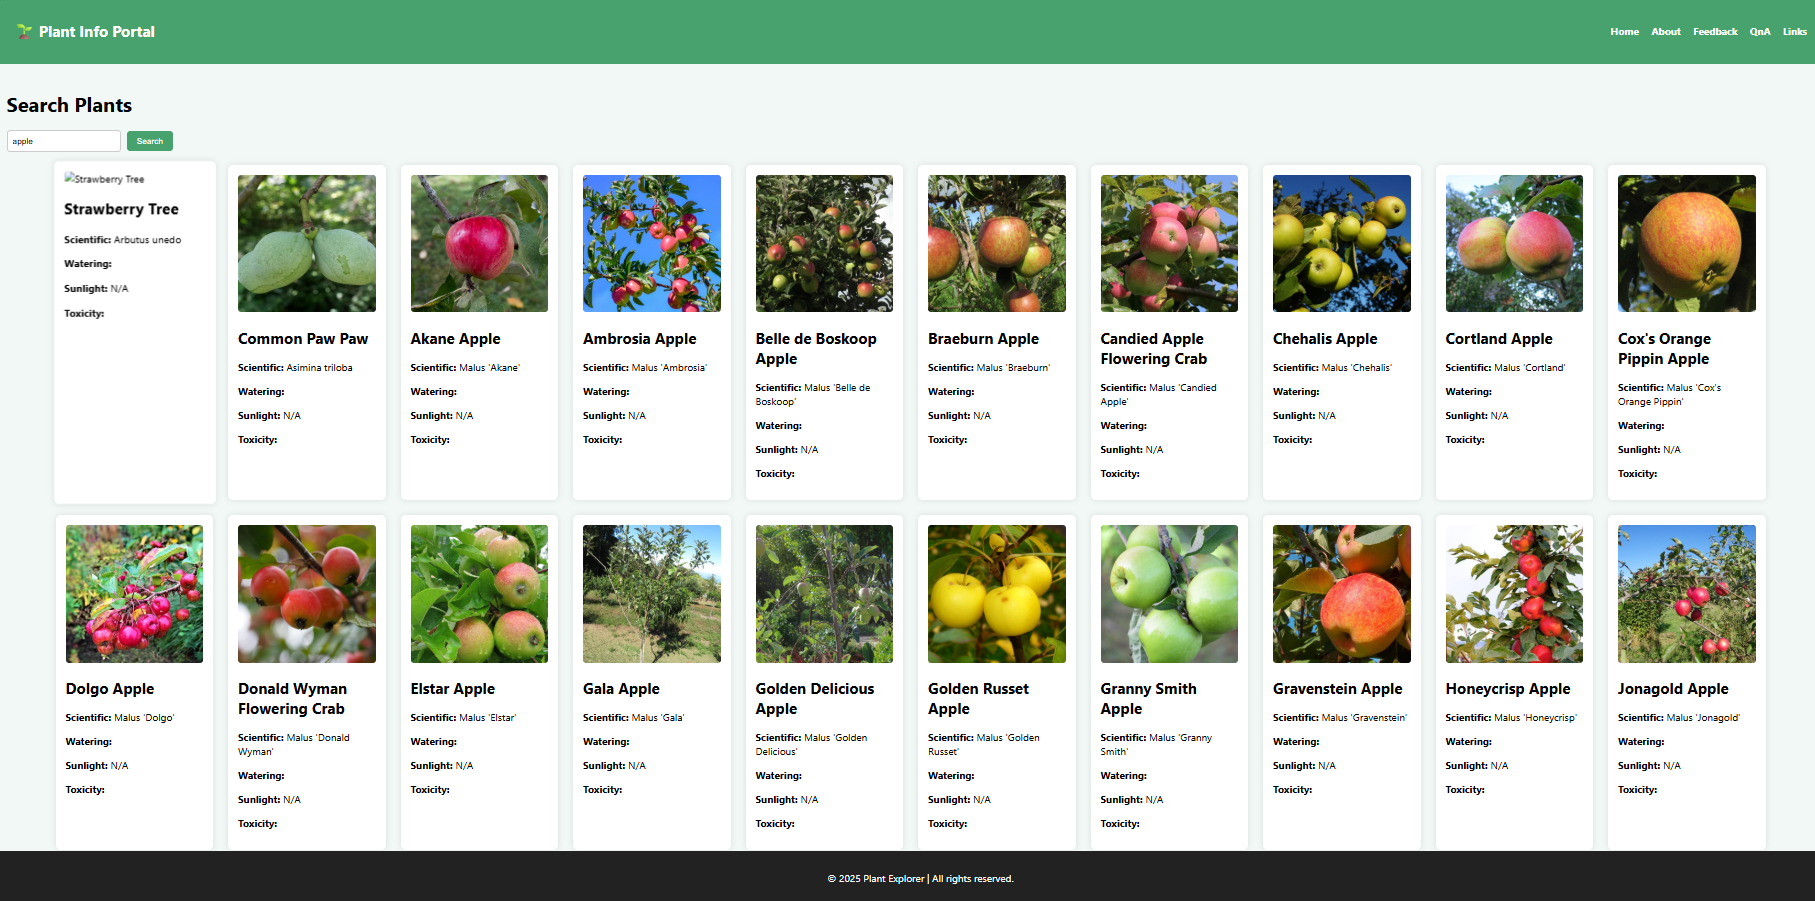 🌱 Plant Info Portal
Home About Feedback QnA Links
Search Plants
apple Search
Strawberry Tree
Strawberry Tree
Scientific: Arbutus unedo
Watering:
Sunlight: N/A
Toxicity:
Common Paw Paw
Scientific: Asimina triloba
Watering:
Sunlight: N/A
Toxicity:
Akane Apple
Scientific: Malus 'Akane'
Watering:
Sunlight: N/A
Toxicity:
Ambrosia Apple
Scientific: Malus 'Ambrosia'
Watering:
Sunlight: N/A
Toxicity:
Belle de Boskoop
Apple
Scientific: Malus 'Belle de
Boskoop'
Watering:
Sunlight: N/A
Toxicity:
Braeburn Apple
Scientific: Malus 'Braeburn'
Watering:
Sunlight: N/A
Toxicity:
Candied Apple
Flowering Crab
Scientific: Malus 'Candied
Apple'
Watering:
Sunlight: N/A
Toxicity:
Chehalis Apple
Scientific: Malus 'Chehalis'
Watering:
Sunlight: N/A
Toxicity:
Cortland Apple
Scientific: Malus 'Cortland'
Watering:
Sunlight: N/A
Toxicity:
Cox's Orange
Pippin Apple
Scientific: Malus 'Cox's
Orange Pippin'
Watering:
Sunlight: N/A
Toxicity:
Dolgo Apple
Scientific: Malus 'Dolgo'
Watering:
Sunlight: N/A
Toxicity:
Donald Wyman
Flowering Crab
Scientific: Malus 'Donald
Wyman'
Watering:
Sunlight: N/A
Toxicity:
Elstar Apple
Scientific: Malus 'Elstar'
Watering:
Sunlight: N/A
Toxicity:
Gala Apple
Scientific: Malus 'Gala'
Watering:
Sunlight: N/A
Toxicity:
Golden Delicious
Apple
Scientific: Malus 'Golden
Delicious'
Watering:
Sunlight: N/A
Toxicity:
Golden Russet
Apple
Scientific: Malus 'Golden
Russet'
Watering:
Sunlight: N/A
Toxicity:
Granny Smith
Apple
Scientific: Malus 'Granny
Smith'
Watering:
Sunlight: N/A
Toxicity:
Gravenstein Apple
Scientific: Malus 'Gravenstein'
Watering:
Sunlight: N/A
Toxicity:
Honeycrisp Apple
Scientific: Malus 'Honeycrisp'
Watering:
Sunlight: N/A
Toxicity:
Jonagold Apple
Scientific: Malus 'Jonagold'
Watering:
Sunlight: N/A
Toxicity:
© 2025 Plant Explorer | All rights reserved.